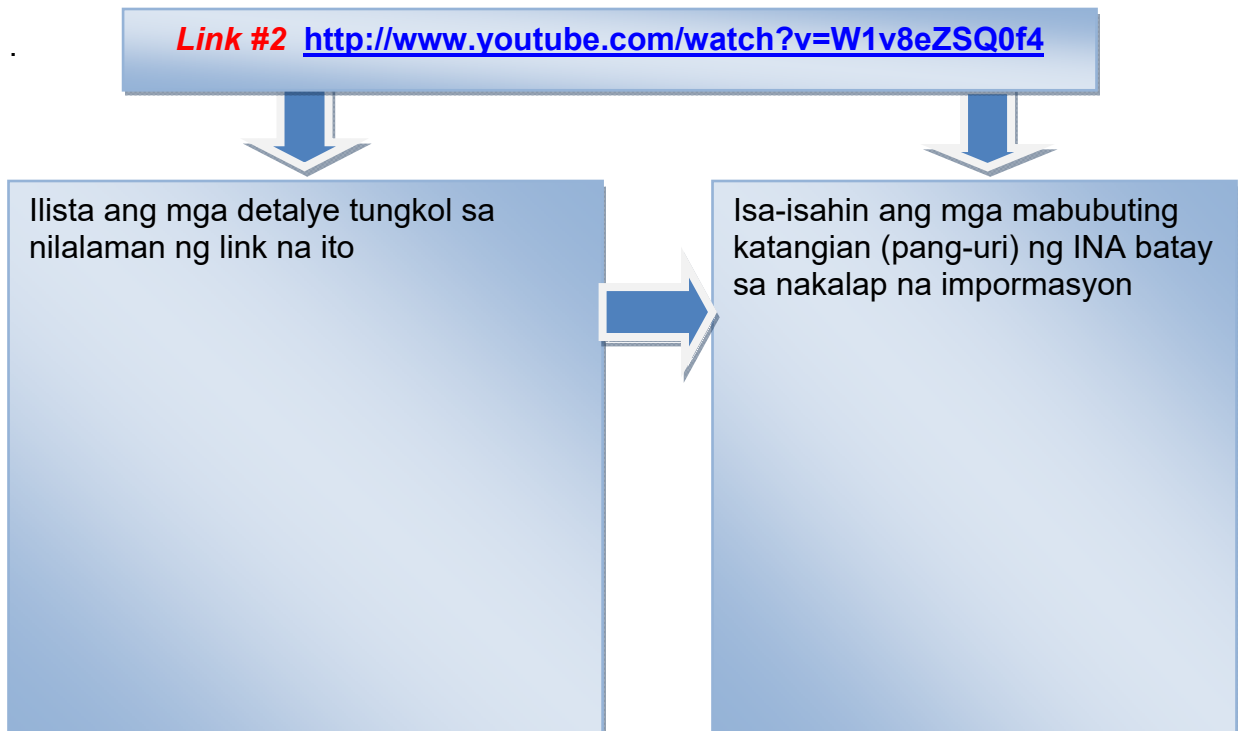 .
Link #2 http://www.youtube.com/watch?v=W1v8eZSQ0f4
Ilista ang mga detalye tungkol sa
nilalaman ng link na ito
Isa-isahin ang mga mabubuting
katangian (pang-uri) ng INA batay
sa nakalap na impormasyon